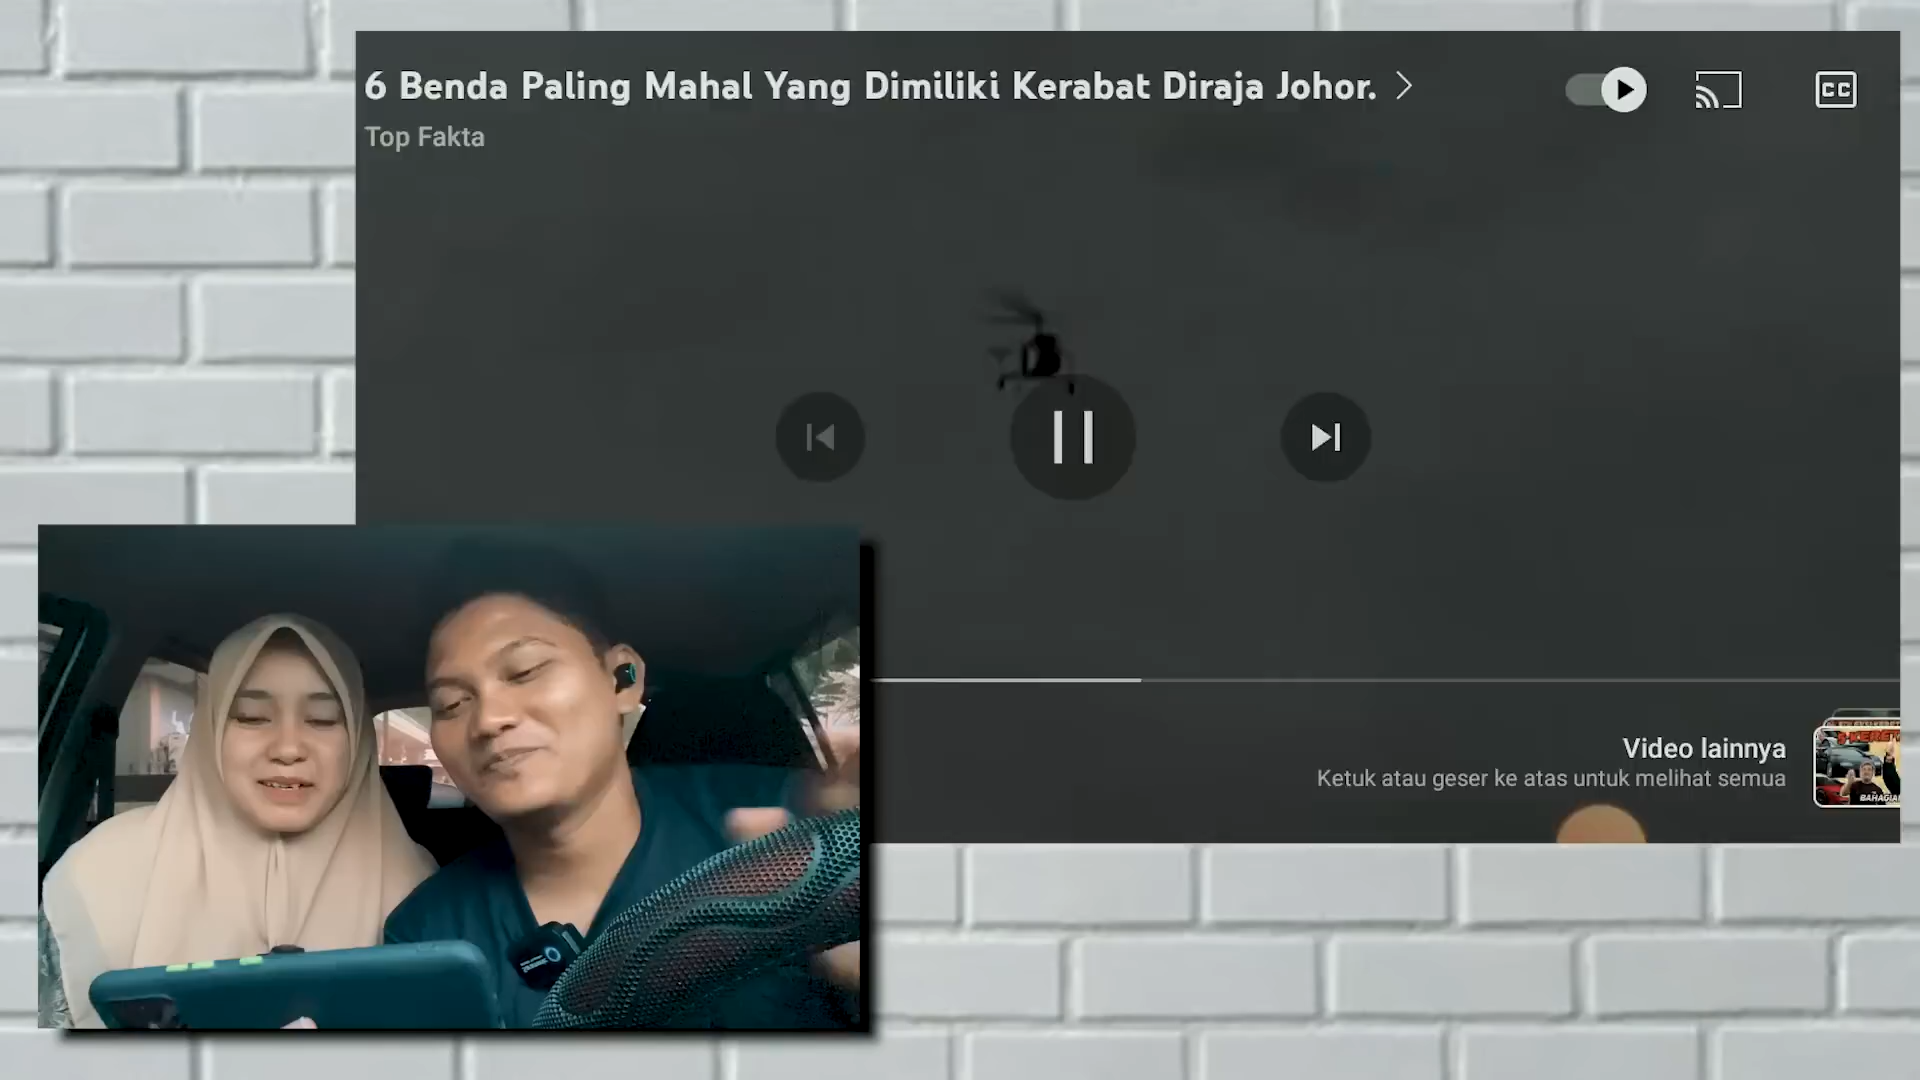 6 Benda Paling Mahal Yang Dimiliki Kerabat Diraja Johor.
Top Fakta
CC
Video lainnya
Ketuk atau geser ke atas untuk melihat semua